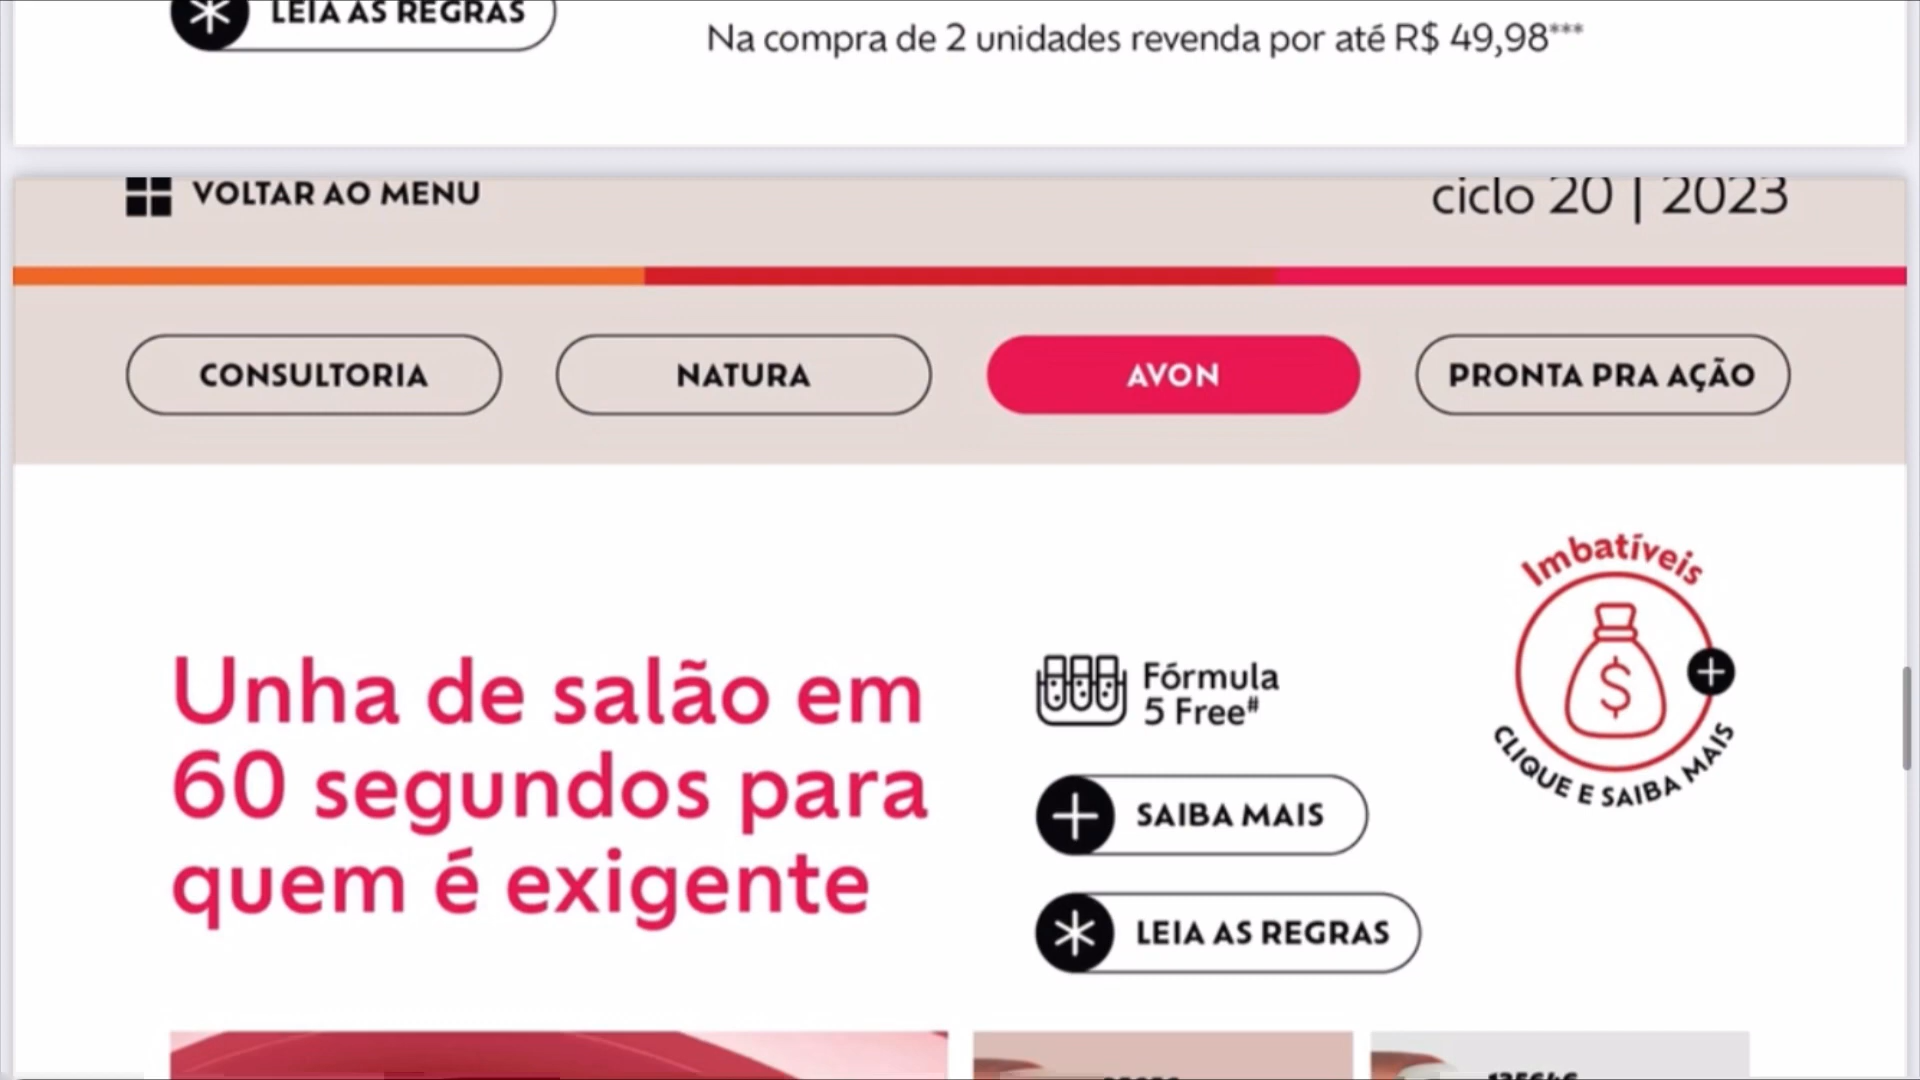 LEIA AS REGRAS
Na compra de 2 unidades revenda por até R$ 49,98***
VOLTAR AO MENU
ciclo 20 | 2023
CONSULTORIA
NATURA
AVON
PRONTA PRA AÇÃO
Unha de salão em
60 segundos para
quem é exigente
Fórmula
5 Free#
SAIBA MAIS
LEIA AS REGRAS
Imbatíveis
$
CLIQUE E SAIBA MAIS